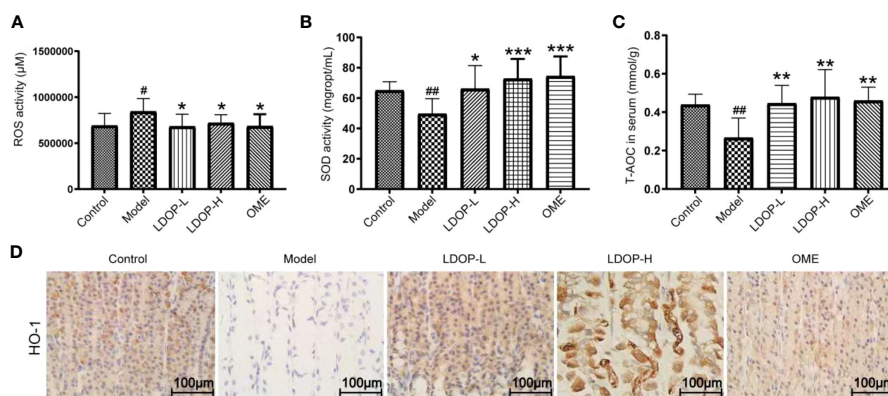 A
ROS activity (μM)
1500000
1000000
500000
0
#
*
*
*
Control
Model
LDOP-L
LDOP-H
OME
B
SOD activity (mgropt/mL)
100
80
60
40
20
0
##
*
***
***
Control
Model
LDOP-L
LDOP-H
OME
C
T-AOC in serum (mmol/g)
0.8
0.6
0.4
0.2
0.0
##
**
**
**
Control
Model
LDOP-L
LDOP-H
OME
D
Control
Model
LDOP-L
LDOP-H
OME
HO-1
100μm
100μm
100μm
100μm
100μm